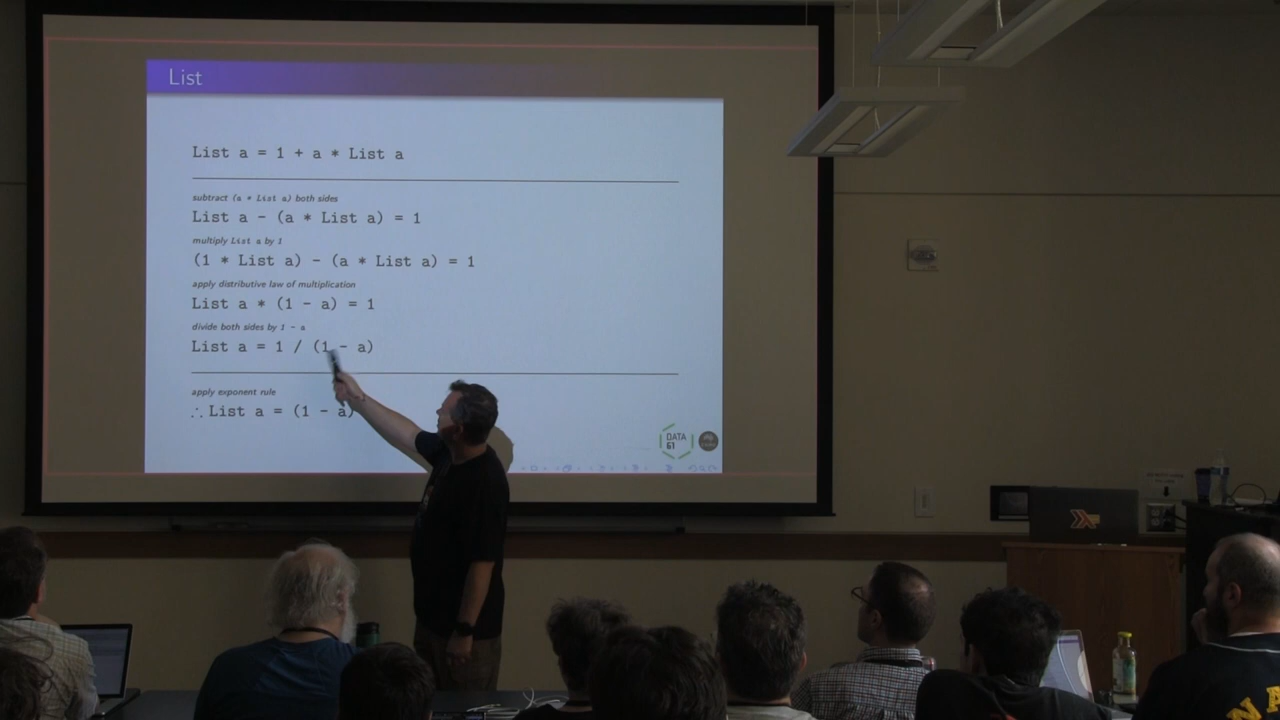 List
List a = 1 + a * List a
subtract (a * List a) both sides
List a - (a * List a) = 1
multiply List a by 1
(1 * List a) - (a * List a) = 1
apply distributive law of multiplication
List a * (1 - a) = 1
divide both sides by 1 - a
List a = 1 / (1 - a)
apply exponent rule
∴ List a = (1 - a)
DATA
61